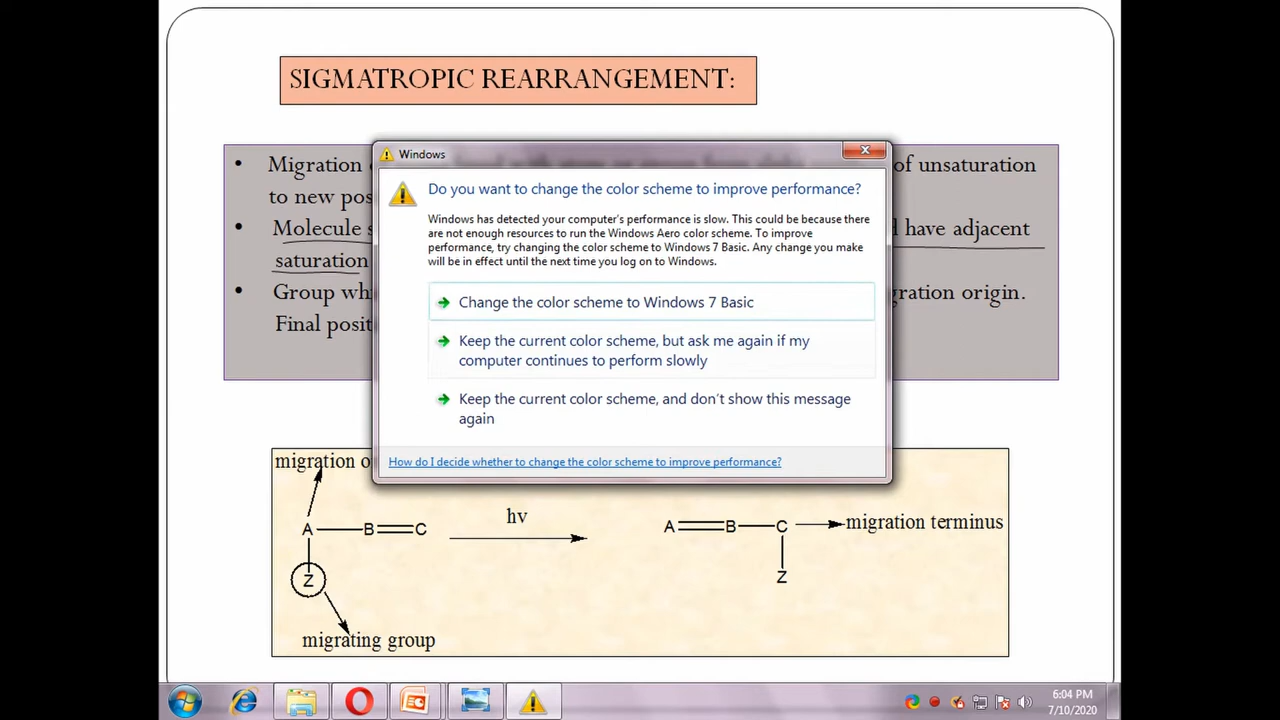 SIGMATROPIC REARRANGEMENT:
• Migration of unsaturation
to new pos
• Molecule s have adjacent
saturation
• Group wh gration origin.
Final posit
Windows
Do you want to change the color scheme to improve performance?
Windows has detected your computer's performance is slow. This could be because there
are not enough resources to run the Windows Aero color scheme. To improve
performance, try changing the color scheme to Windows 7 Basic. Any change you make
will be in effect until the next time you log on to Windows.
Change the color scheme to Windows 7 Basic
Keep the current color scheme, but ask me again if my
computer continues to perform slowly
Keep the current color scheme, and don't show this message
again
How do I decide whether to change the color scheme to improve performance?
migration o
hv
A B C
Z
migrating group
A B C migration terminus
Z
6:04 PM
7/10/2020